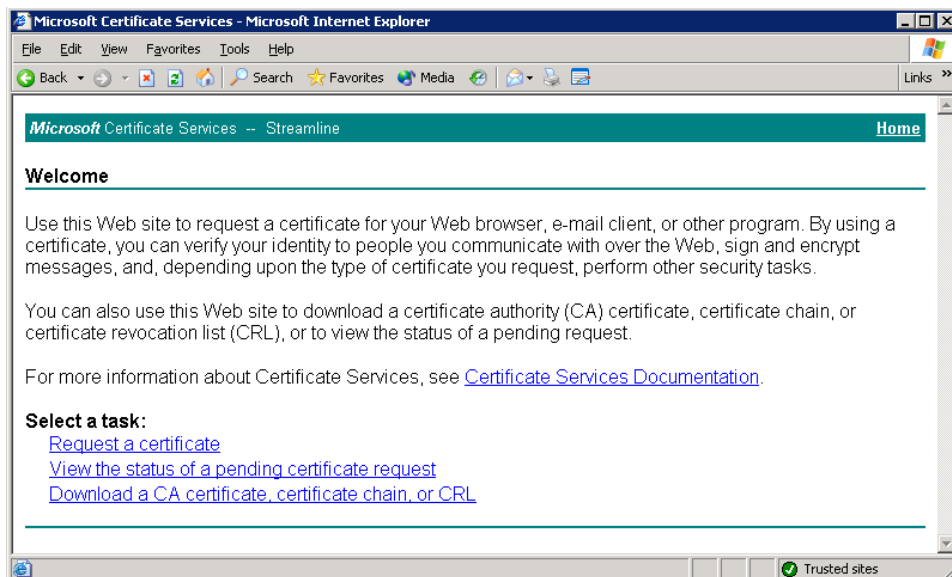 Microsoft Certificate Services - Microsoft Internet Explorer
File Edit View Favorites Tools Help
Back Search Favorites Media Links »
Microsoft Certificate Services -- Streamline Home
Welcome
Use this Web site to request a certificate for your Web browser, e-mail client, or other program. By using a
certificate, you can verify your identity to people you communicate with over the Web, sign and encrypt
messages, and, depending upon the type of certificate you request, perform other security tasks.
You can also use this Web site to download a certificate authority (CA) certificate, certificate chain, or
certificate revocation list (CRL), or to view the status of a pending request.
For more information about Certificate Services, see Certificate Services Documentation.
Select a task:
Request a certificate
View the status of a pending certificate request
Download a CA certificate, certificate chain, or CRL
Trusted sites